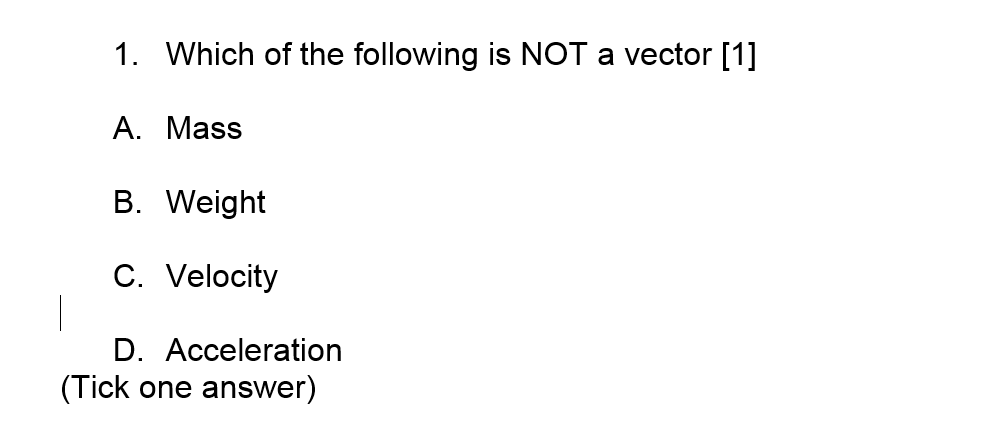 1. Which of the following is NOT a vector [1]
A. Mass
B. Weight
C. Velocity
D. Acceleration
(Tick one answer)